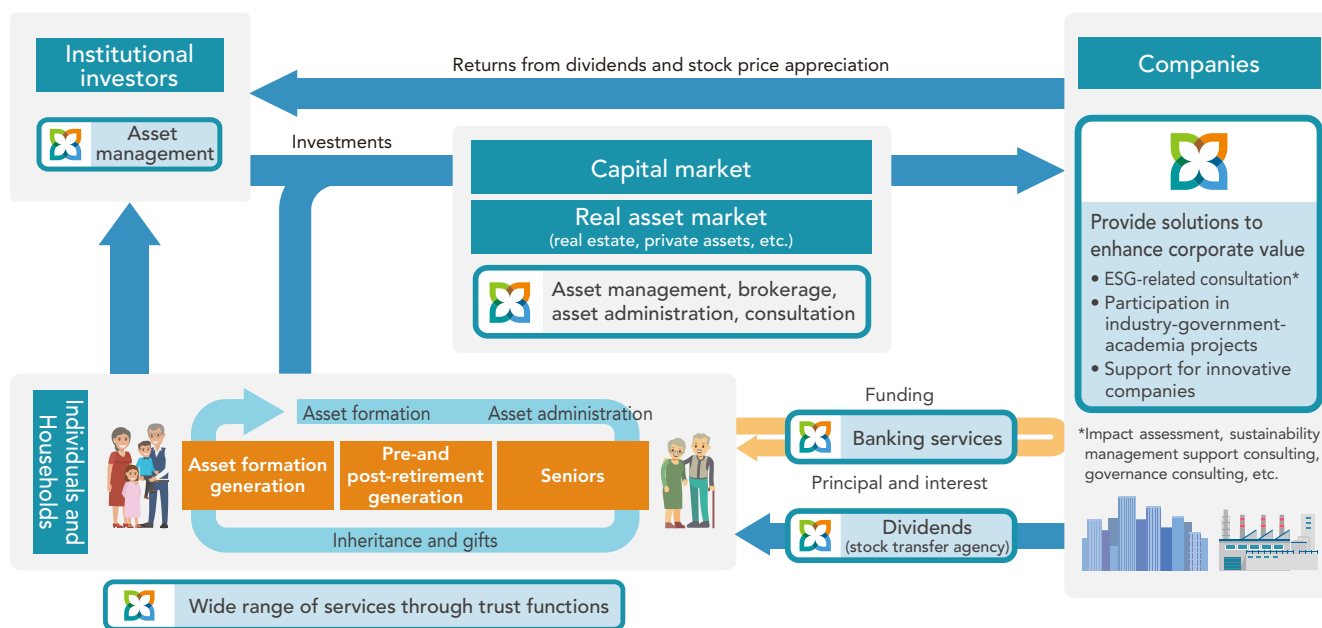 Institutional
investors
Asset
management
Returns from dividends and stock price appreciation
Investments
Capital market
Real asset market
(real estate, private assets, etc.)
Asset management, brokerage,
asset administration, consultation
Companies
Provide solutions to
enhance corporate value
• ESG-related consultation*
• Participation in
industry-government-
academia projects
• Support for innovative
companies
*Impact assessment, sustainability
management support consulting,
governance consulting, etc.
Individuals and
Households
Asset formation
Asset administration
Asset formation
generation
Pre-and
post-retirement
generation
Seniors
Inheritance and gifts
Funding
Banking services
Principal and interest
Dividends
(stock transfer agency)
Wide range of services through trust functions